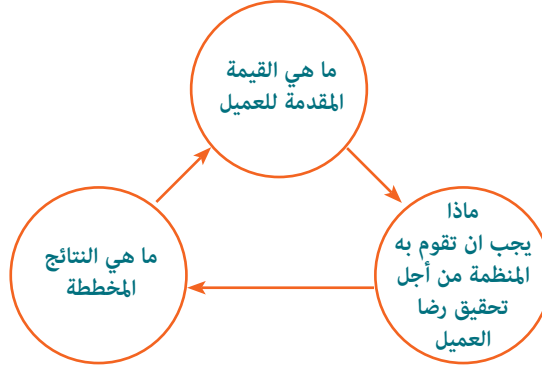 ما هي القيمة
المقدمة للعميل
ماذا
يجب ان تقوم به
المنظمة من أجل
تحقيق رضا
العميل
ما هي النتائج
المخططة